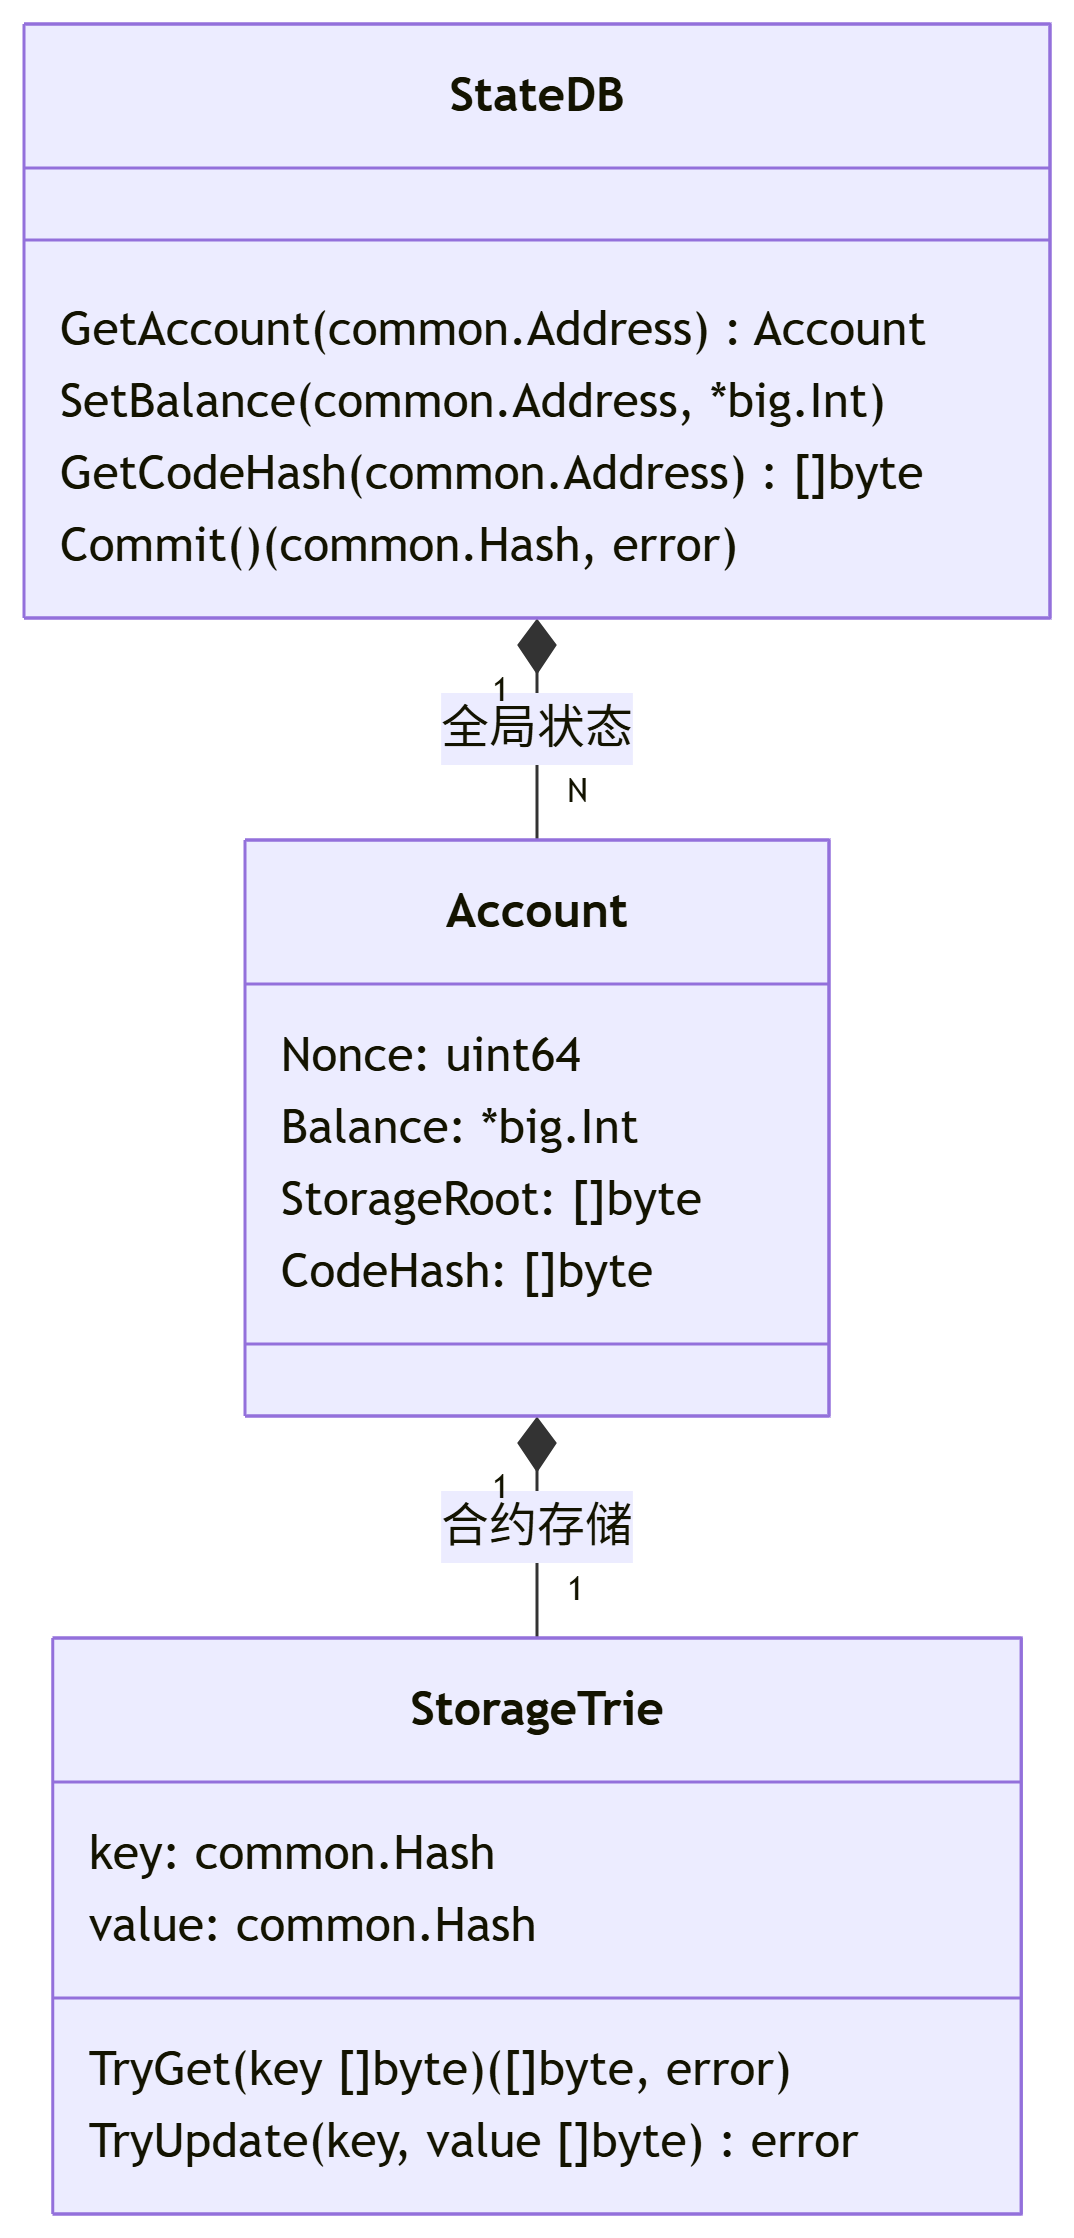 StateDB
GetAccount(common.Address) : Account
SetBalance(common.Address, *big.Int)
GetCodeHash(common.Address) : []byte
Commit()(common.Hash, error)
1
全局状态
N
Account
Nonce: uint64
Balance: *big.Int
StorageRoot: []byte
CodeHash: []byte
1
合约存储
1
StorageTrie
key: common.Hash
value: common.Hash
TryGet(key []byte)([]byte, error)
TryUpdate(key, value []byte) : error